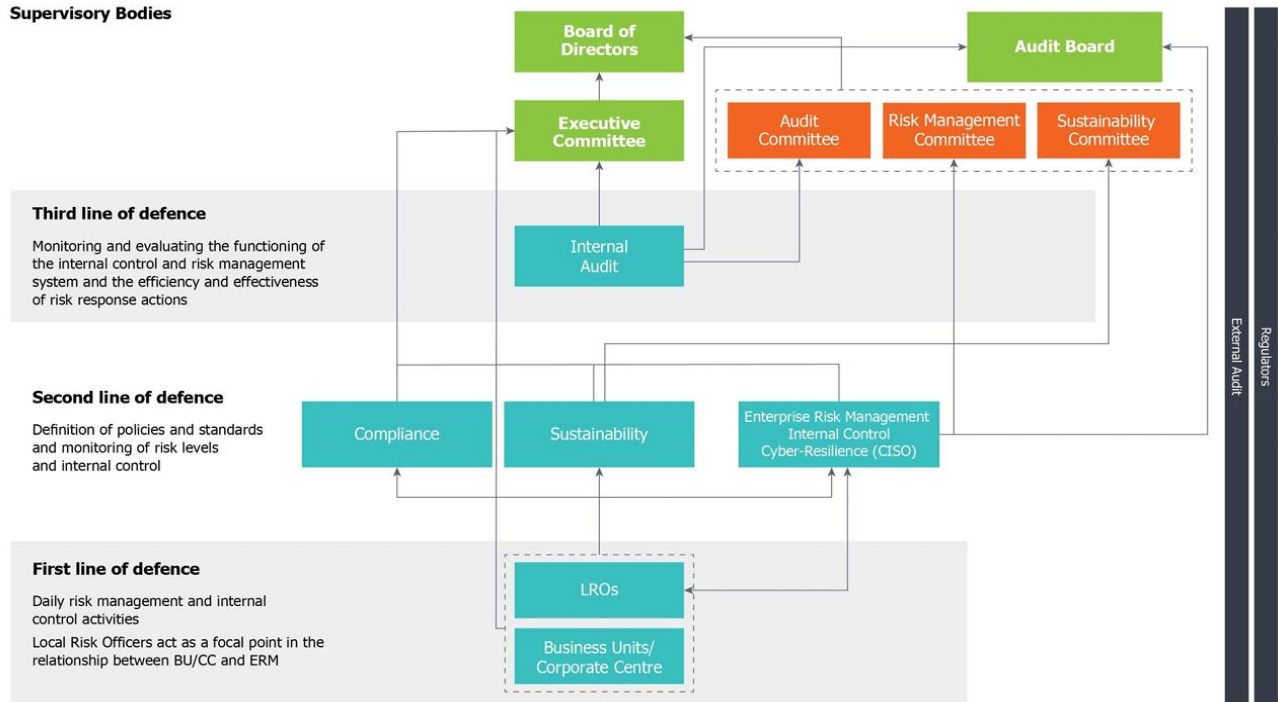 Supervisory Bodies
Board of
Directors
Audit Board
Executive
Committee
Audit
Committee
Risk Management
Committee
Sustainability
Committee
Third line of defence
Monitoring and evaluating the functioning of
the internal control and risk management
system and the efficiency and effectiveness
of risk response actions
Internal
Audit
Second line of defence
Definition of policies and standards
and monitoring of risk levels
and internal control
Compliance
Sustainability
Enterprise Risk Management
Internal Control
Cyber-Resilience (CISO)
First line of defence
Daily risk management and internal
control activities
Local Risk Officers act as a focal point in the
relationship between BU/CC and ERM
LROs
Business Units/
Corporate Centre
External Audit
Regulators